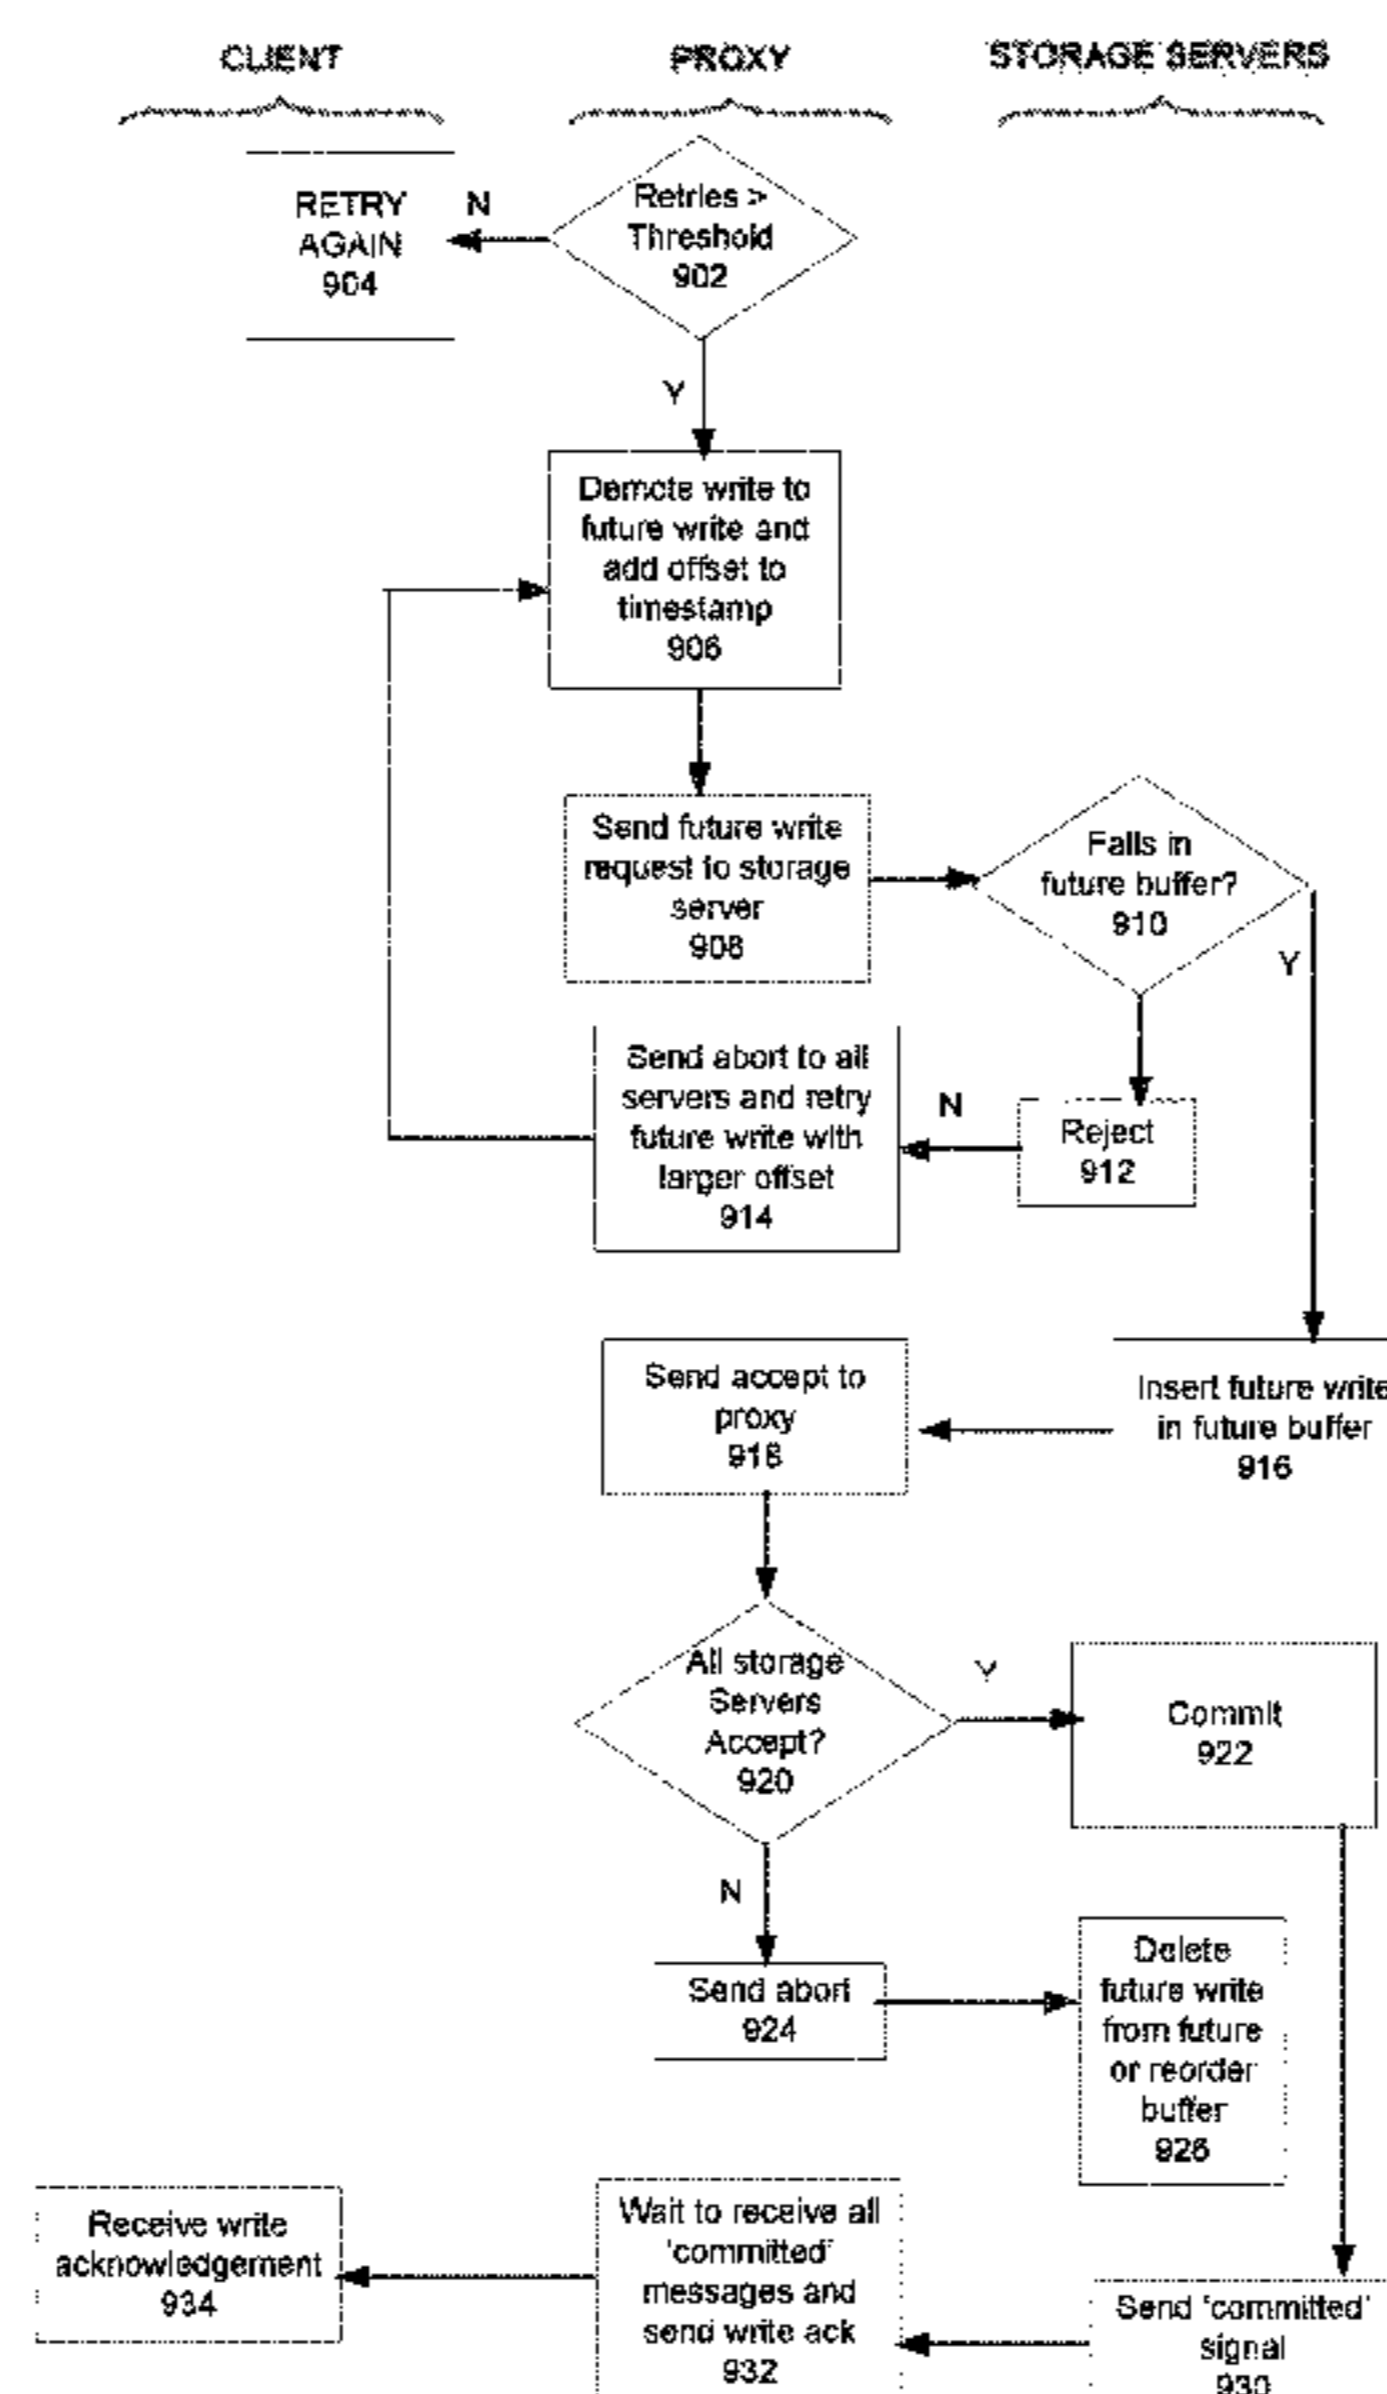 CLIENT
PROXY
STORAGE SERVERS
RETRY
AGAIN
904
N
Retries >
Threshold
902
Y
Demote write to
future write and
add offset to
timestamp
906
Send future write
request to storage
server
908
Falls in
future buffer?
910
Y
Send abort to all
servers and retry
future write with
larger offset
914
N
Reject
912
Send accept to
proxy
918
Insert future write
in future buffer
916
All storage
Servers
Accept?
920
Y
Commit
922
N
Send abort
924
Delete
future write
from future
or reorder
buffer
926
Receive write
acknowledgement
934
Wait to receive all
'committed'
messages and
send write ack
932
Send 'committed'
signal
930